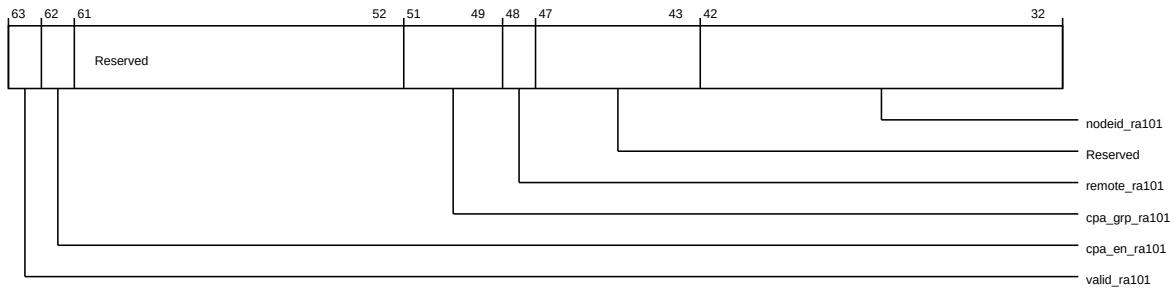 63 62 61 52 51 49 48 47 43 42 32
Reserved
nodeid_ra101
Reserved
remote_ra101
cpa_grp_ra101
cpa_en_ra101
valid_ra101